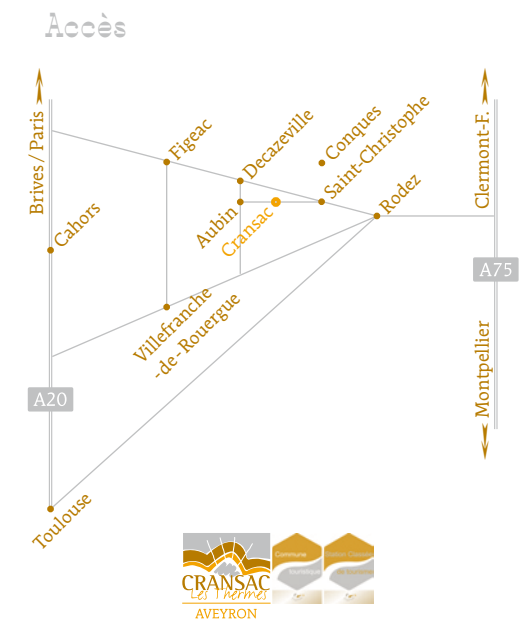 Accès
Brives / Paris
Figeac
Decazeville
Conques
Saint-Christophe
Rodez
Clermont-F.
Cahors
Aubin
Cransac
A75
Villefranche
-de-Rouergue
Montpellier
A20
Toulouse
CRANSAC
Les Thermes
AVEYRON
Commune
touristique